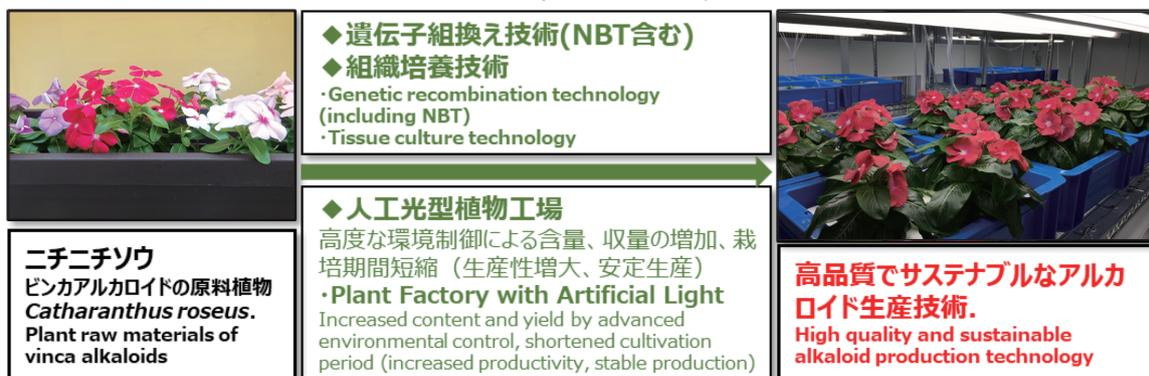 ◆遺伝子組換え技術(NBT含む)
◆組織培養技術
・Genetic recombination technology
(including NBT)
・Tissue culture technology
◆人工光型植物工場
高度な環境制御による含量、収量の増加、栽
培期間短縮（生産性増大、安定生産）
・Plant Factory with Artificial Light
Increased content and yield by advanced
environmental control, shortened cultivation
period (increased productivity, stable production)
ニチニチソウ
ビンカアルカロイドの原料植物
Catharanthus roseus.
Plant raw materials of
vinca alkaloids
高品質でサステナブルなアルカ
ロイド生産技術.
High quality and sustainable
alkaloid production technology